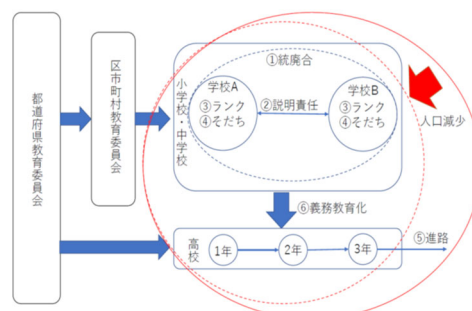 都道府県教育委員会
区市町村教育委員会
小学校・中学校
①統廃合
学校A
③ランク
④そだち
②説明責任
学校B
③ランク
④そだち
人口減少
⑥義務教育化
高校
1年
2年
3年
⑤進路